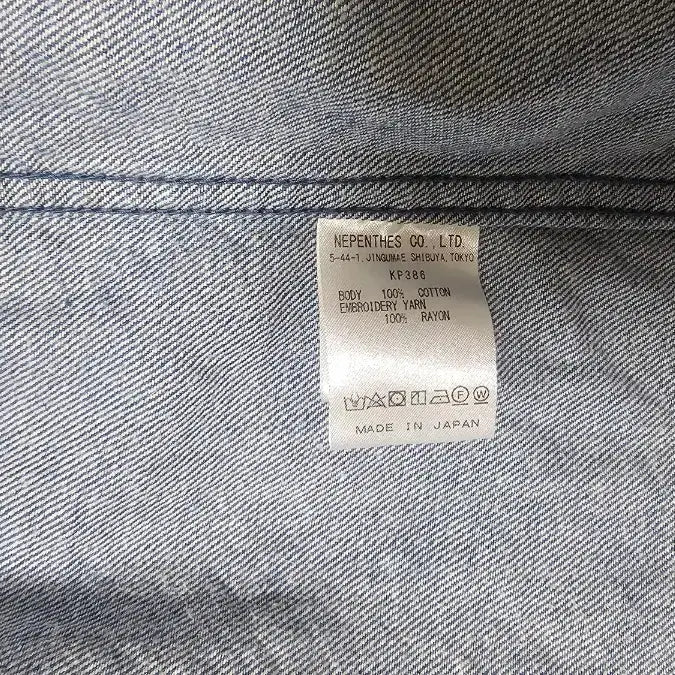 NEPENTHES CO., LTD.
5-44-1, JINGUMAE SHIBUYA, TOKYO
KP386
BODY 100% COTTON
EMBROIDERY YARN
100% RAYON
F W
MADE IN JAPAN